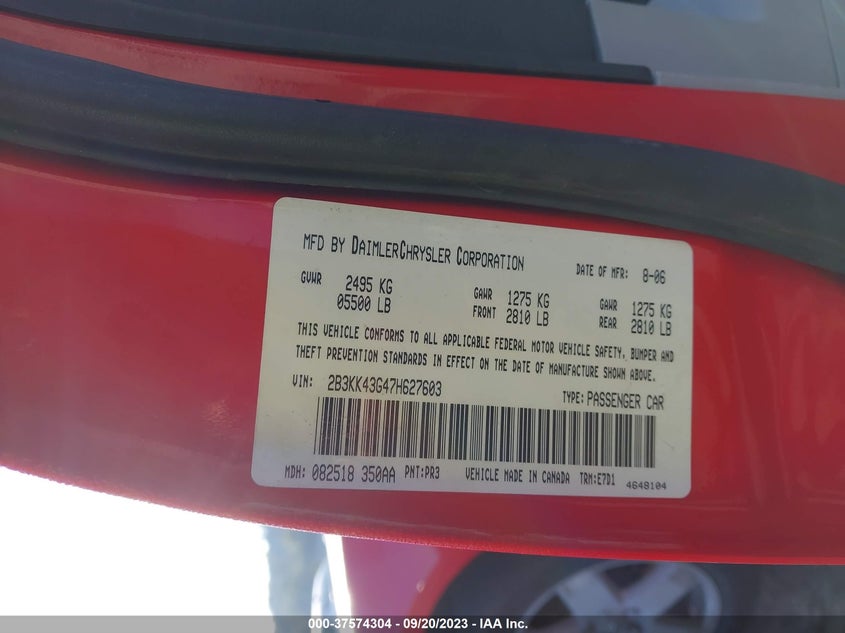 MFD BY DAIMLERCHRYSLER CORPORATION DATE OF MFR: 8-06
GVWR 2495 KG GAWR 1275 KG GAWR 1275 KG
05500 LB FRONT 2810 LB REAR 2810 LB
THIS VEHICLE CONFORMS TO ALL APPLICABLE FEDERAL MOTOR VEHICLE SAFETY, BUMPER AND
THEFT PREVENTION STANDARDS IN EFFECT ON THE DATE OF MANUFACTURE SHOWN ABOVE.
VIN: 2B3KK43G47H627603 TYPE: PASSENGER CAR
MDH: 082518 350AA PNT:PR3 VEHICLE MADE IN CANADA TRM:E7D1 4648104
000-37574304 - 09/20/2023 - IAA Inc.